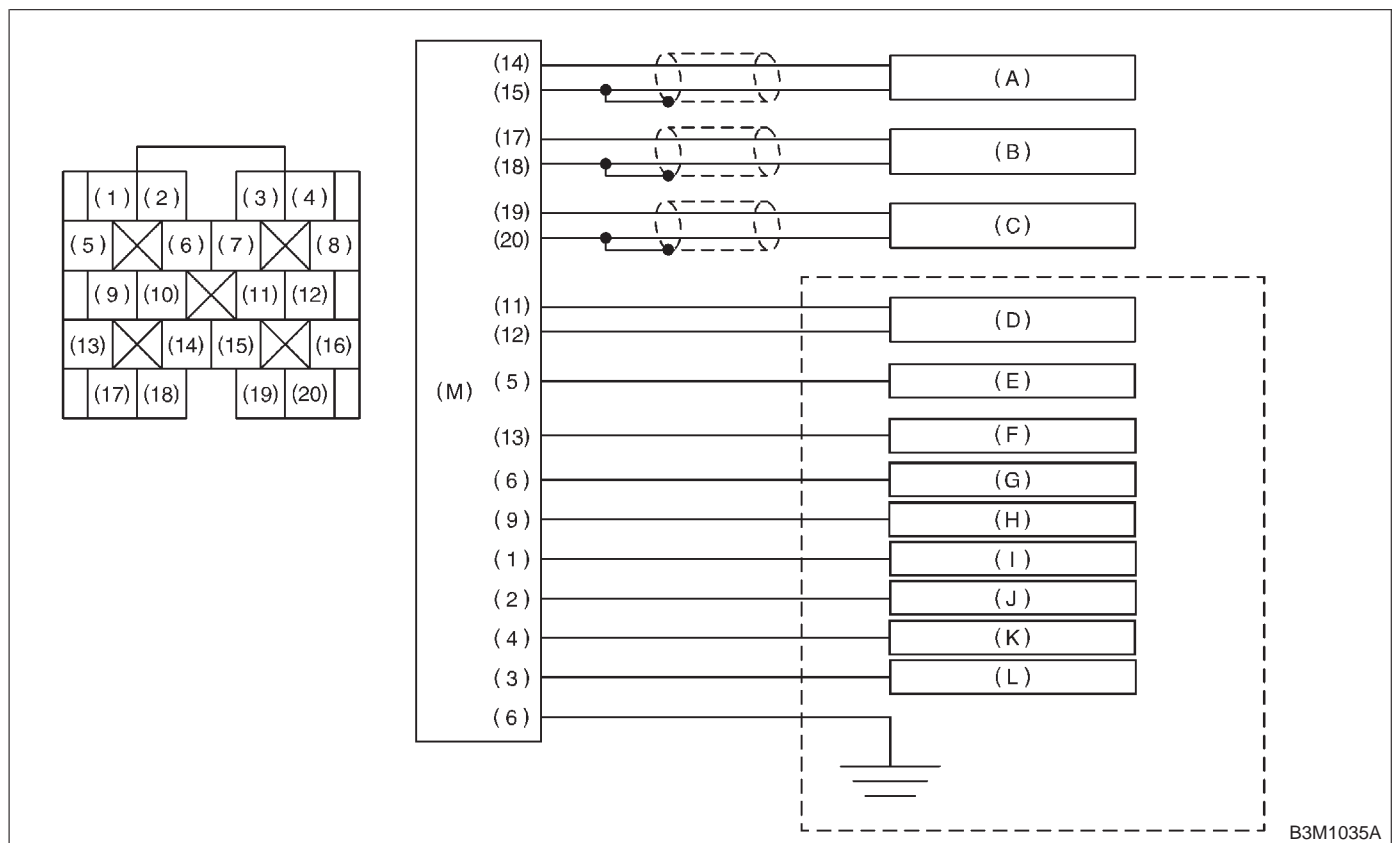 (1) (2) (3) (4)
(5) (6) (7) (8)
(9) (10) (11) (12)
(13) (14) (15) (16)
(17) (18) (19) (20)
(M)
(14)
(15)
(A)
(17)
(18)
(B)
(19)
(20)
(C)
(11)
(12)
(D)
(5) (E)
(13) (F)
(6) (G)
(9) (H)
(1) (I)
(2) (J)
(4) (K)
(3) (L)
(6)
B3M1035A